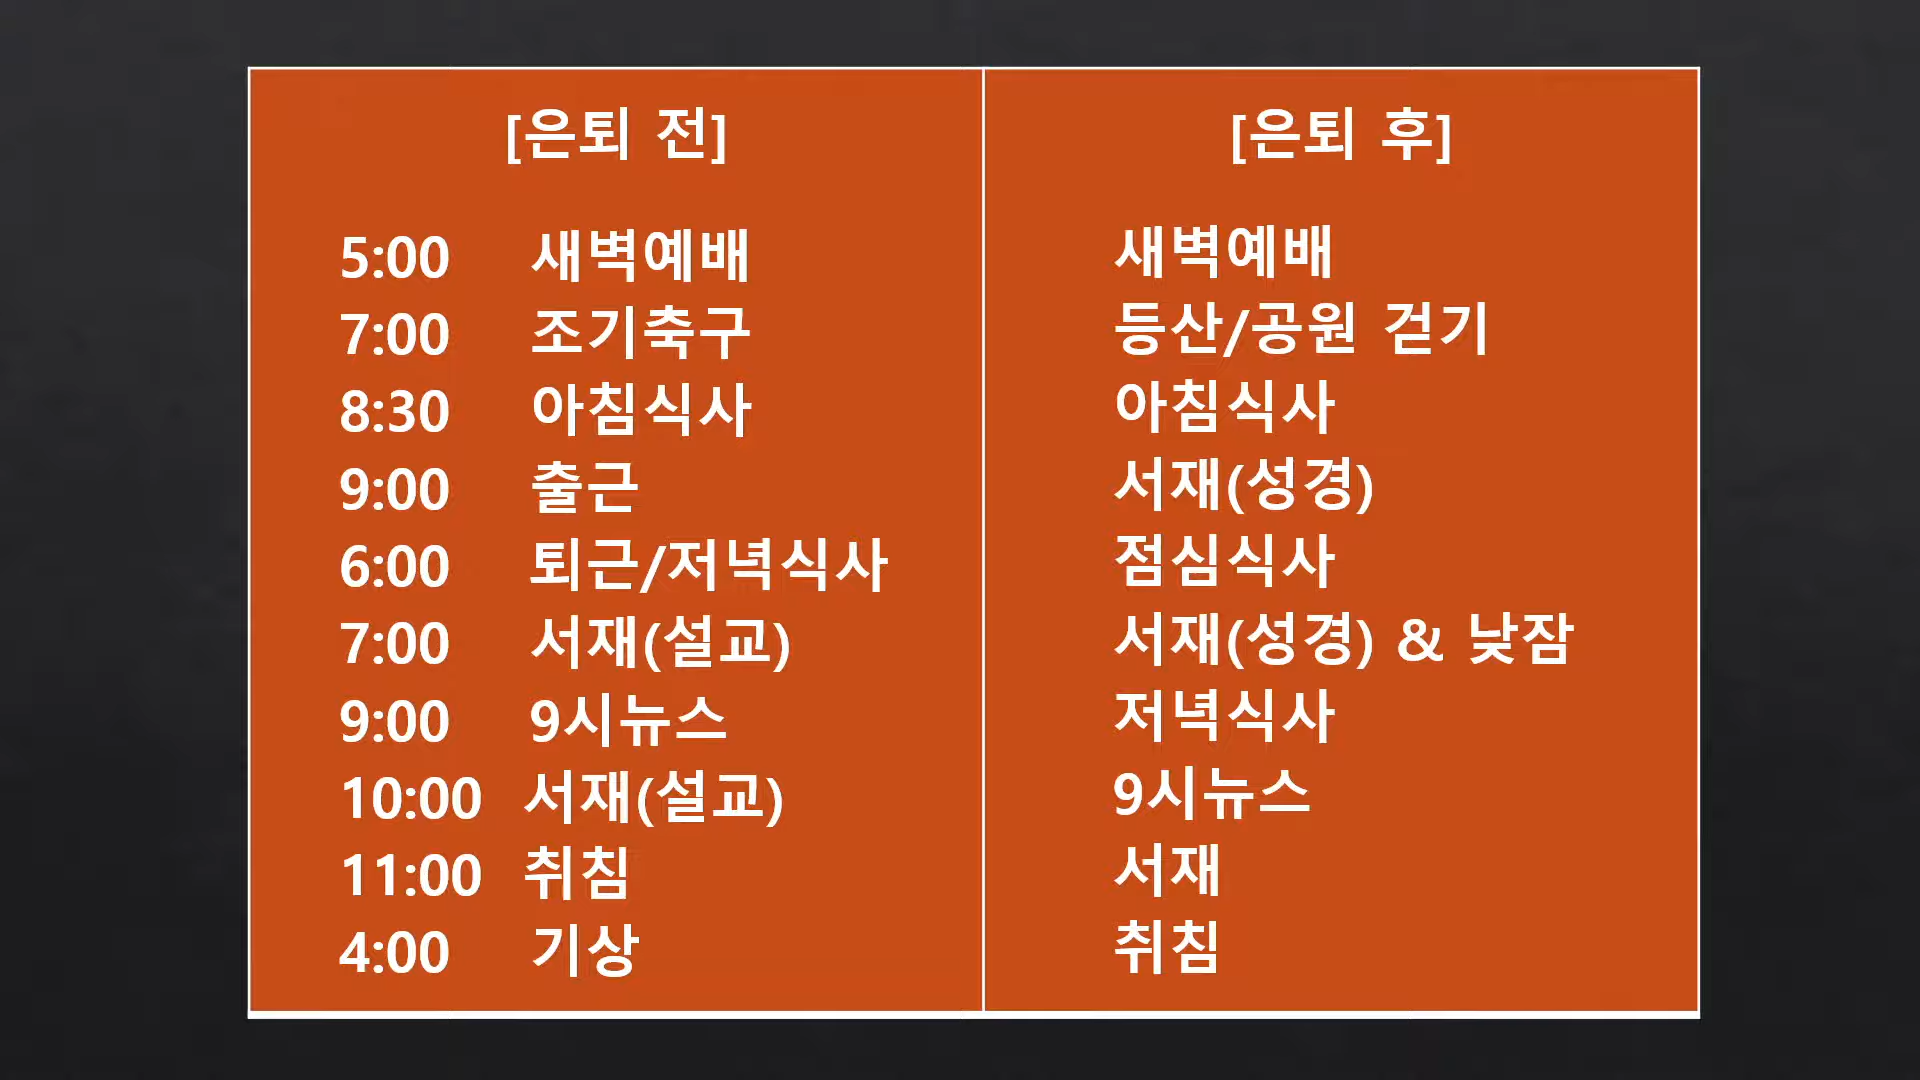 [은퇴 전]
5:00 새벽예배
7:00 조기축구
8:30 아침식사
9:00 출근
6:00 퇴근/저녁식사
7:00 서재(설교)
9:00 9시뉴스
10:00 서재(설교)
11:00 취침
4:00 기상
[은퇴 후]
새벽예배
등산/공원 걷기
아침식사
서재(성경)
점심식사
서재(성경) & 낮잠
저녁식사
9시뉴스
서재
취침